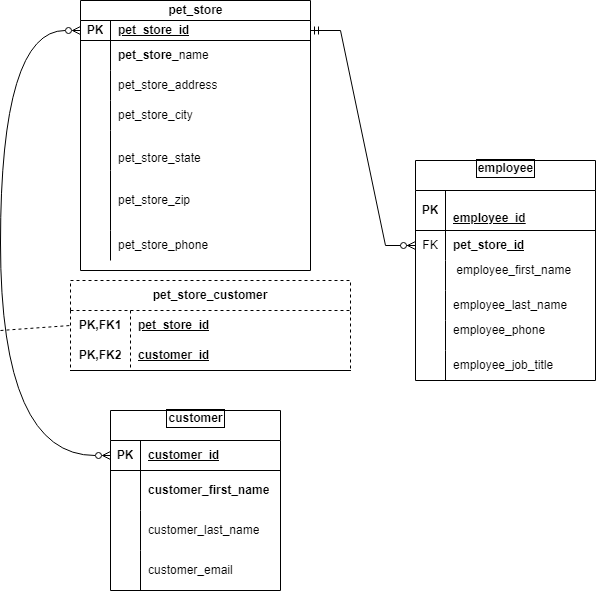 pet_store
PK pet_store_id
pet_store_name
pet_store_address
pet_store_city
pet_store_state
pet_store_zip
pet_store_phone
employee
PK employee_id
FK pet_store_id
employee_first_name
employee_last_name
employee_phone
employee_job_title
pet_store_customer
PK,FK1 pet_store_id
PK,FK2 customer_id
customer
PK customer_id
customer_first_name
customer_last_name
customer_email